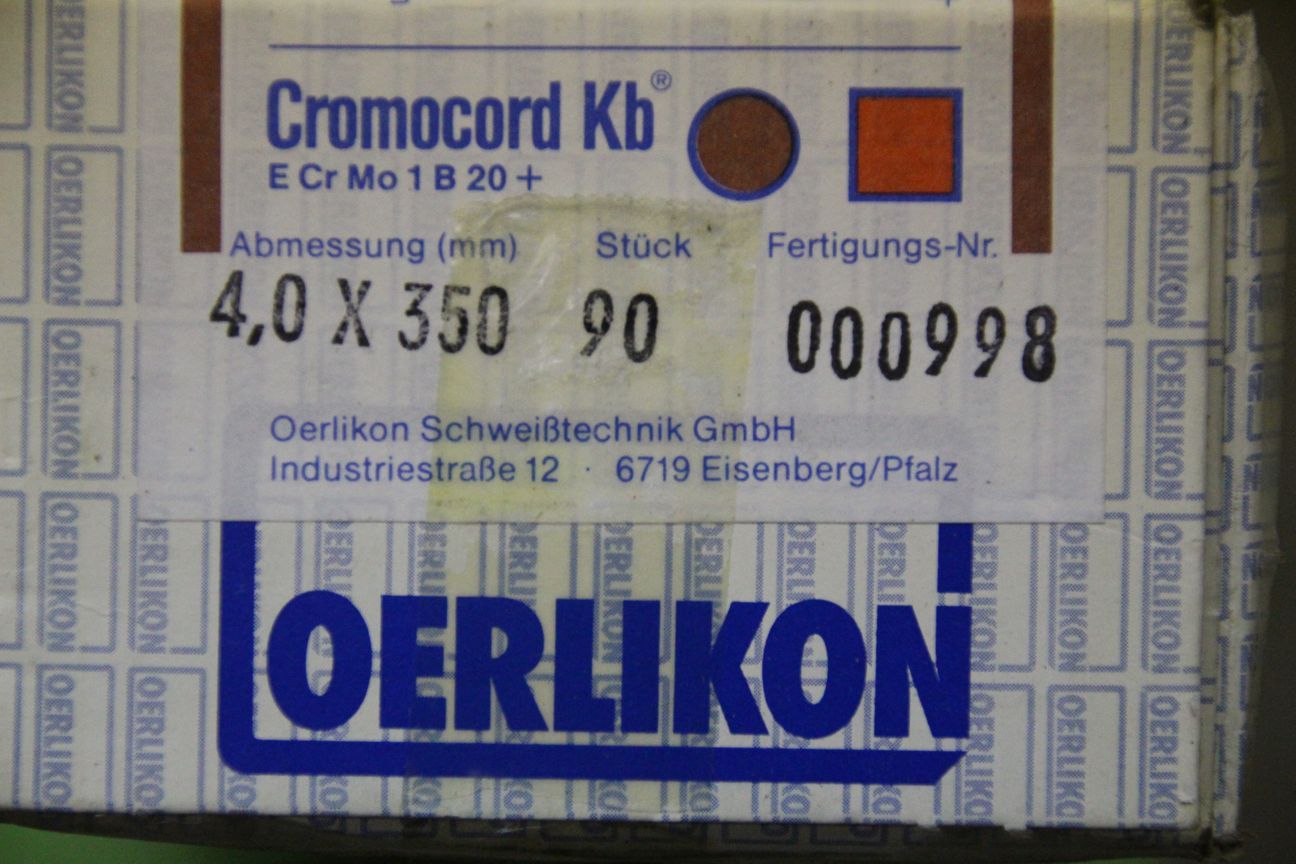 Cromocord Kb®
E Cr Mo 1 B 20 +
Abmessung (mm) Stück Fertigungs-Nr.
4,0 X 350 90 000998
Oerlikon Schweißtechnik GmbH
Industriestraße 12 · 6719 Eisenberg/Pfalz
OERLIKON